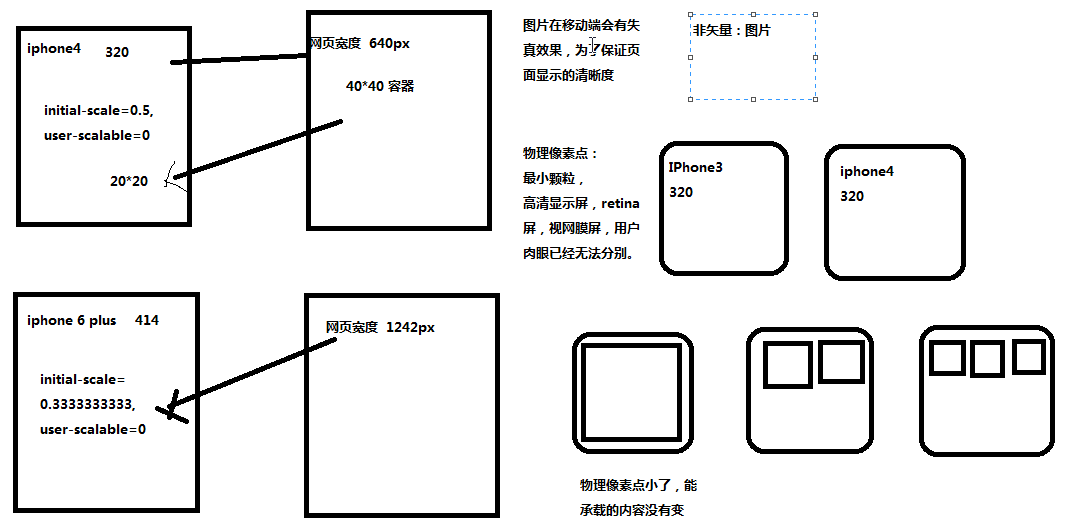 iphone4 320
initial-scale=0.5,
user-scalable=0
20*20
网页宽度 640px
40*40 容器
图片在移动端会有失
真效果，为了保证页
面显示的清晰度
非矢量：图片
物理像素点：
最小颗粒，
高清显示屏，retina
屏，视网膜屏，用户
肉眼已经无法分别。
IPhone3
320
iphone4
320
iphone 6 plus 414
initial-scale=
0.3333333333,
user-scalable=0
网页宽度 1242px
物理像素点小了，能
承载的内容没有变